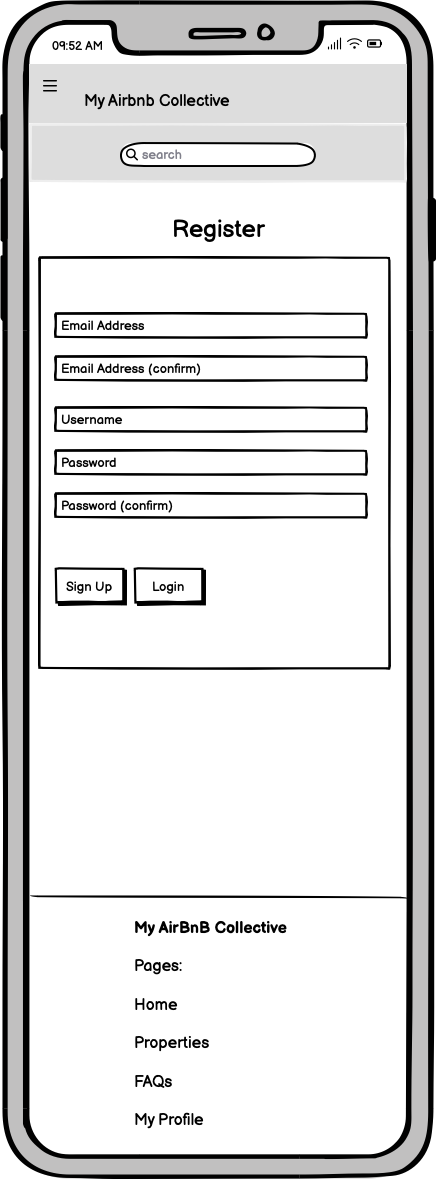 09:52 AM
My Airbnb Collective
search
Register
Email Address
Email Address (confirm)
Username
Password
Password (confirm)
Sign Up Login
My AirBnB Collective
Pages:
Home
Properties
FAQs
My Profile